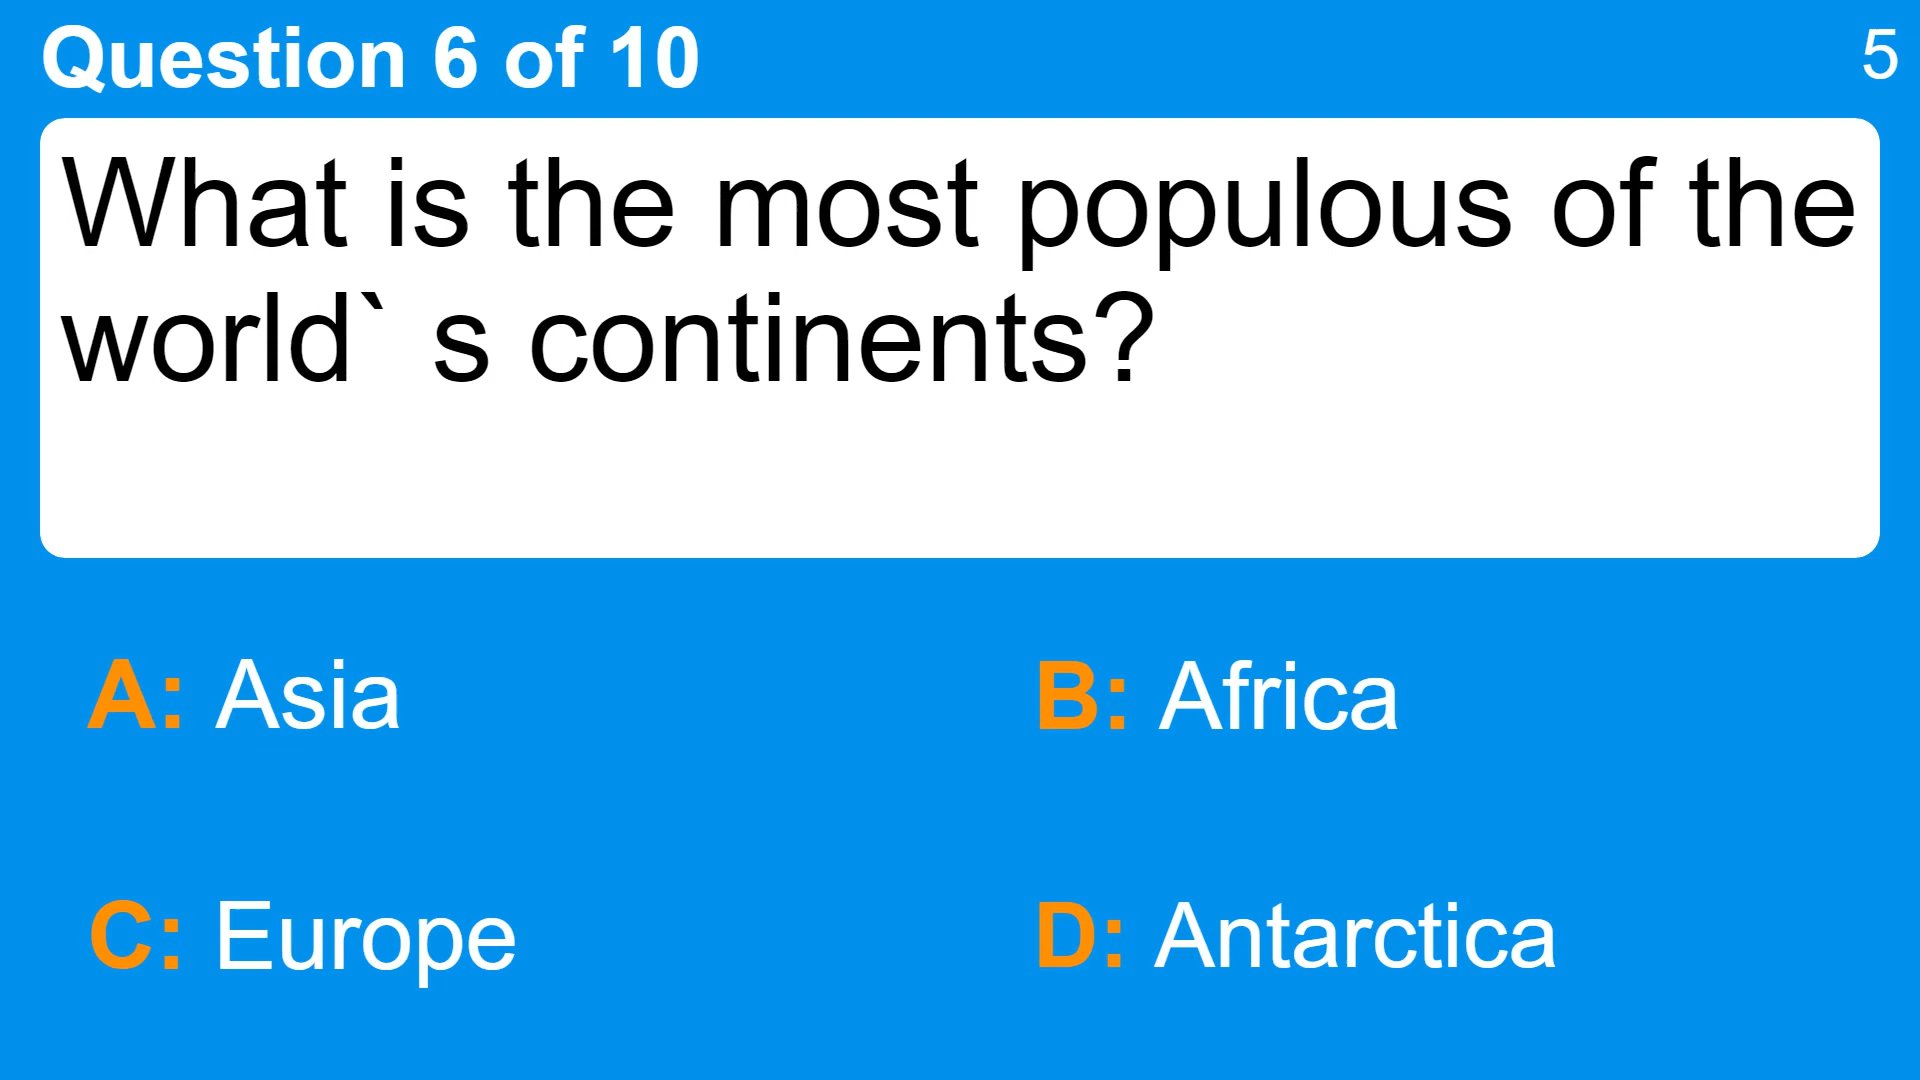 Question 6 of 10
5
What is the most populous of the
world` s continents?
A: Asia
B: Africa
C: Europe
D: Antarctica